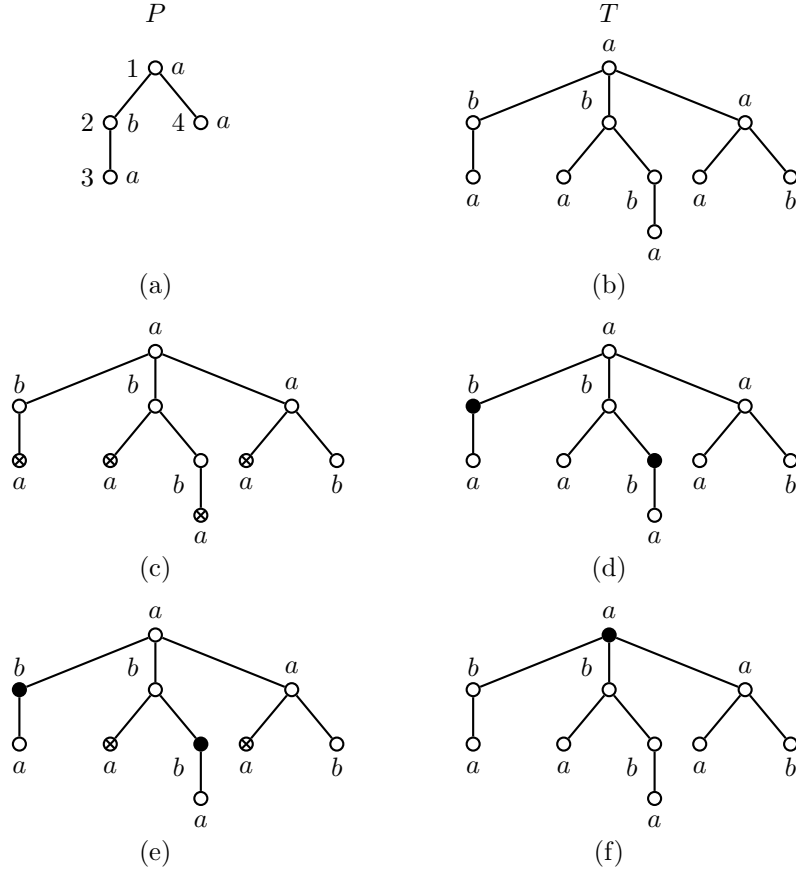 P T
1 a a
b b a
2 b 4 a
3 a a a b a b
a
(a) (b)
a a
b b a b b a
a a b a b a a b a b
a a
(c) (d)
a a
b b a b b a
a a b a b a a b a b
a a
(e) (f)